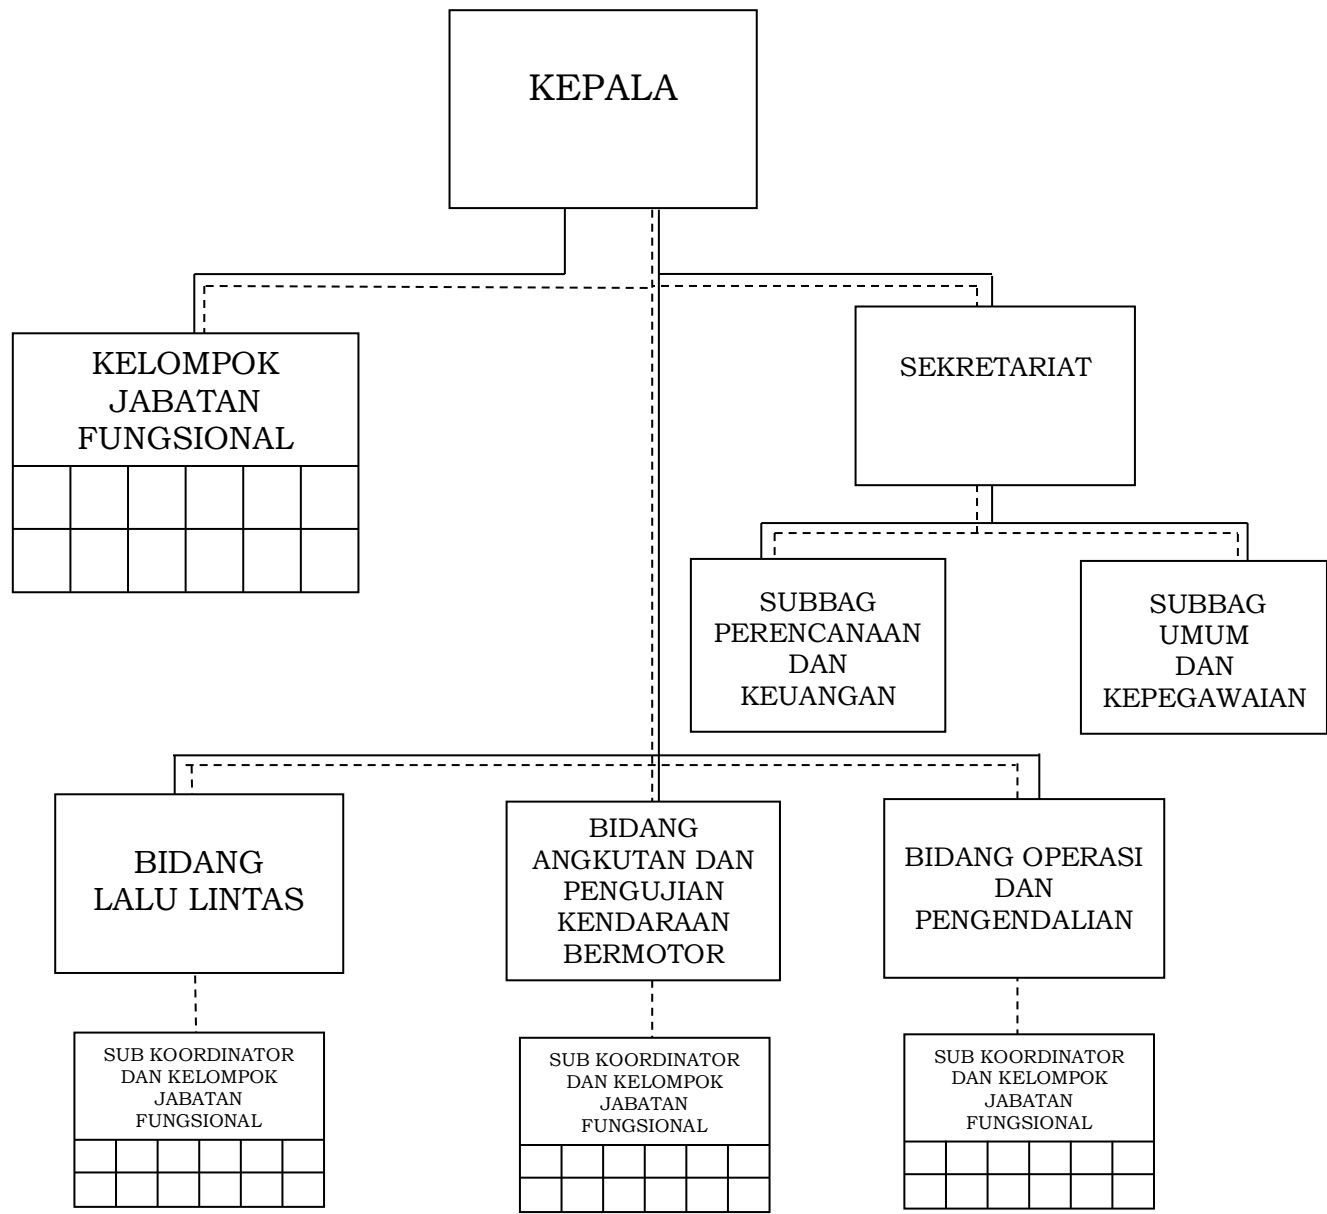 KEPALA
KELOMPOK
JABATAN
FUNGSIONAL
SEKRETARIAT
SUBBAG
PERENCANAAN
DAN
KEUANGAN
SUBBAG
UMUM
DAN
KEPEGAWAIAN
BIDANG
LALU LINTAS
BIDANG
ANGKUTAN DAN
PENGUJIAN
KENDARAAN
BERMOTOR
BIDANG OPERASI
DAN
PENGENDALIAN
SUB KOORDINATOR
DAN KELOMPOK
JABATAN
FUNGSIONAL
SUB KOORDINATOR
DAN KELOMPOK
JABATAN
FUNGSIONAL
SUB KOORDINATOR
DAN KELOMPOK
JABATAN
FUNGSIONAL